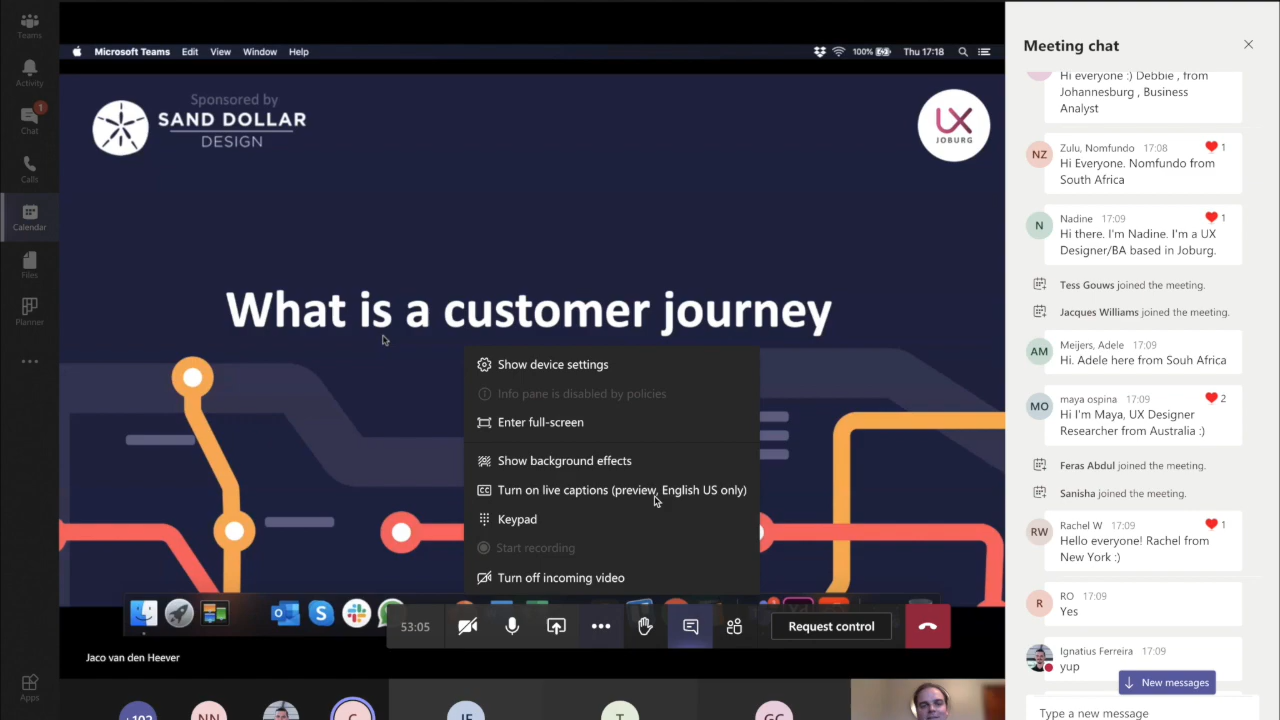 Teams
Activity
1
Chat
Calls
Calendar
Files
Planner
Apps
Microsoft Teams Edit View Window Help
100% Thu 17:18
Sponsored by
SAND DOLLAR
DESIGN
UX
JOBURG
What is a customer journey
Show device settings
Info pane is disabled by policies
Enter full-screen
Show background effects
Turn on live captions (preview, English US only)
Keypad
Start recording
Turn off incoming video
53:05
Request control
Jaco van den Heever
+102
NN
C
JF
T
GC
Meeting chat
Hi everyone :) Debbie , from
Johannesburg , Business
Analyst
NZ
Zulu, Nomfundo 17:08 1
Hi Everyone. Nomfundo from
South Africa
N
Nadine 17:09 1
Hi there. I'm Nadine. I'm a UX
Designer/BA based in Joburg.
Tess Gouws joined the meeting.
Jacques Williams joined the meeting.
AM
Meijers, Adele 17:09
Hi. Adele here from Souh Africa
MO
maya ospina 17:09 2
Hi I'm Maya, UX Designer
Researcher from Australia :)
Feras Abdul joined the meeting.
Sanisha joined the meeting.
RW
Rachel W 17:09 1
Hello everyone! Rachel from
New York :)
R
RO 17:09
Yes
Ignatius Ferreira 17:09
yup
New messages
Type a new message